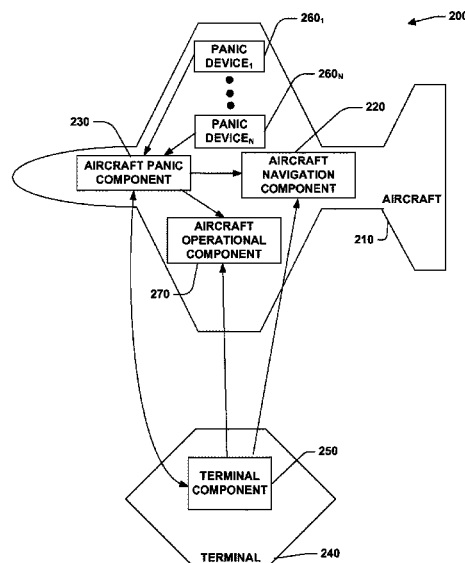 200
260₁
PANIC
DEVICE₁
260N
PANIC
DEVICEN
230
220
AIRCRAFT PANIC
COMPONENT
AIRCRAFT
NAVIGATION
COMPONENT
AIRCRAFT
210
AIRCRAFT
OPERATIONAL
COMPONENT
270
250
TERMINAL
COMPONENT
TERMINAL
240